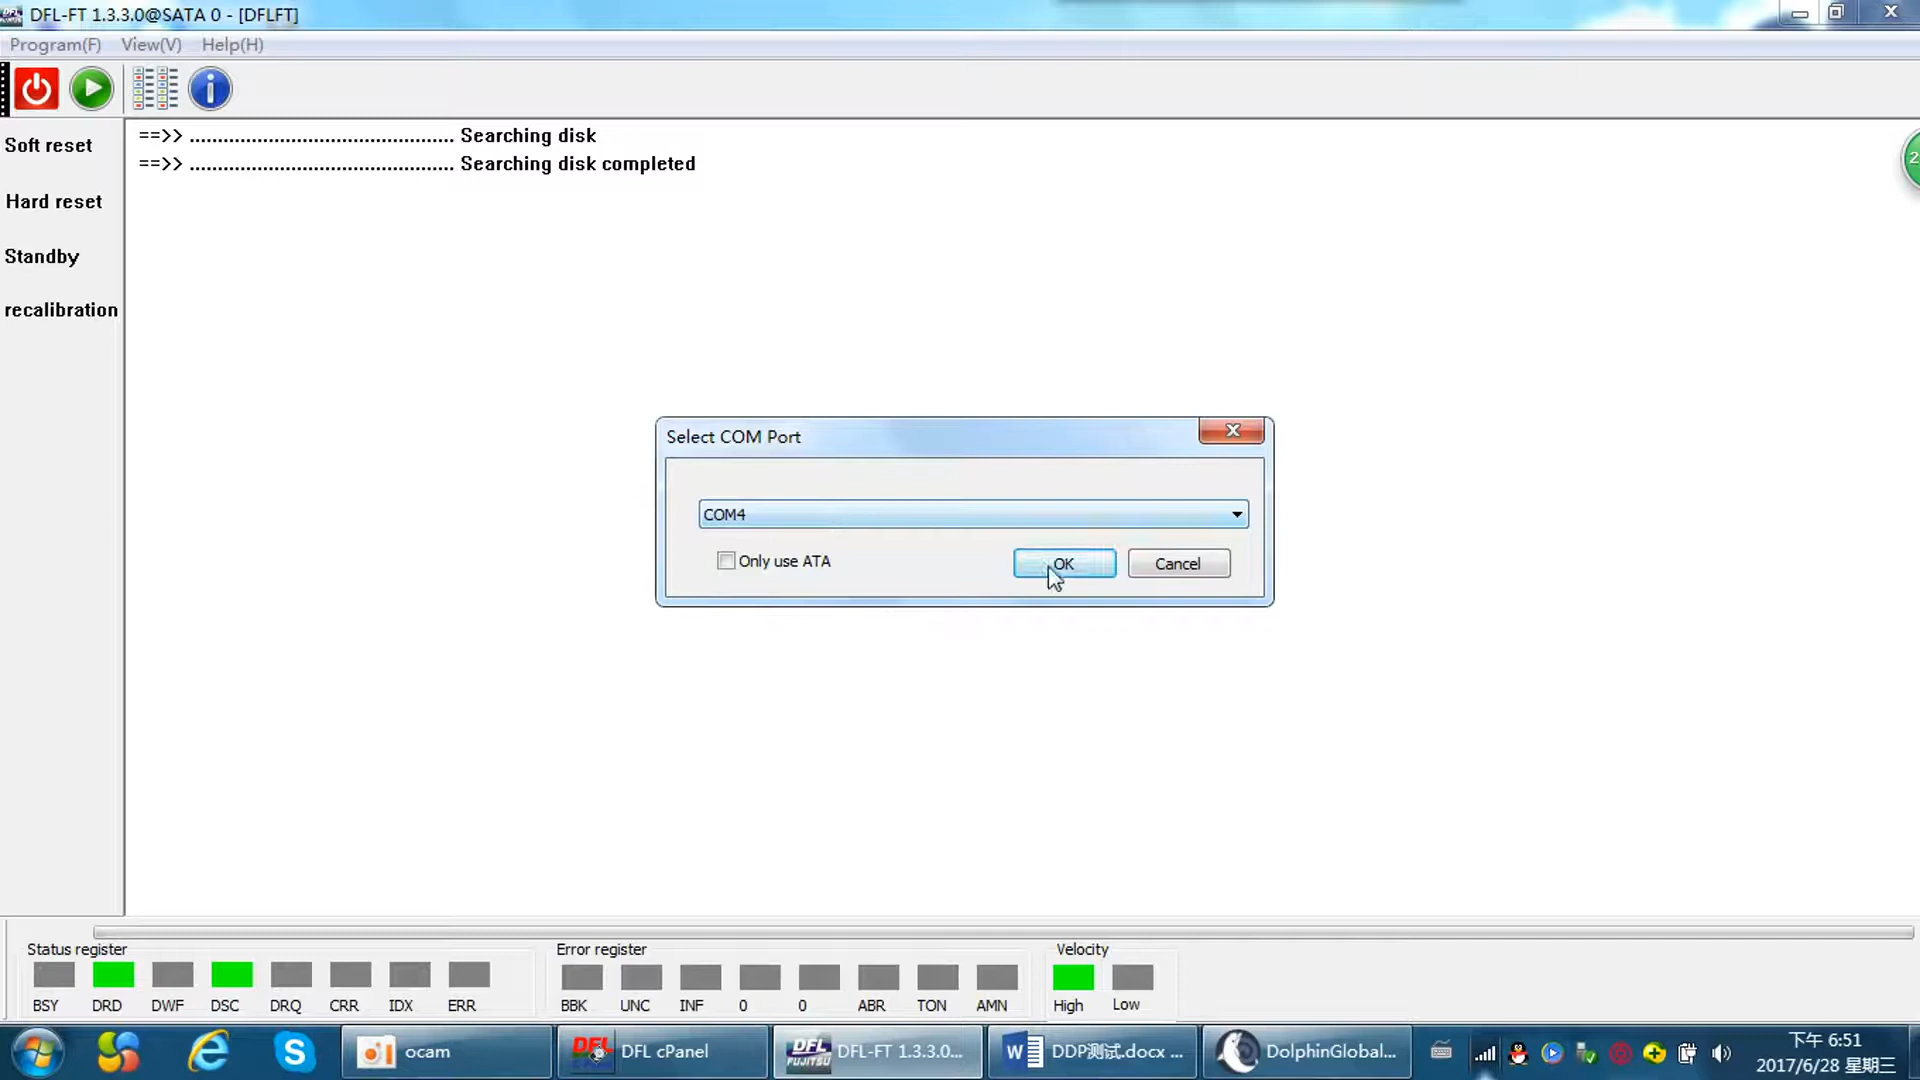 DFL-FT 1.3.3.0@SATA 0 - [DFLFT]
Program(F) View(V) Help(H)
Soft reset
Hard reset
Standby
recalibration
==>> ............................................... Searching disk
==>> ............................................... Searching disk completed
2
Select COM Port
COM4
Only use ATA
OK
Cancel
Status register
BSY DRD DWF DSC DRQ CRR IDX ERR
Error register
BBK UNC INF 0 0 ABR TON AMN
Velocity
High Low
ocam
DFL
DFL cPanel
DFL
FUJITSU
DFL-FT 1.3.3.0...
DDP测试.docx ...
DolphinGlobal...
下午 6:51
2017/6/28 星期三